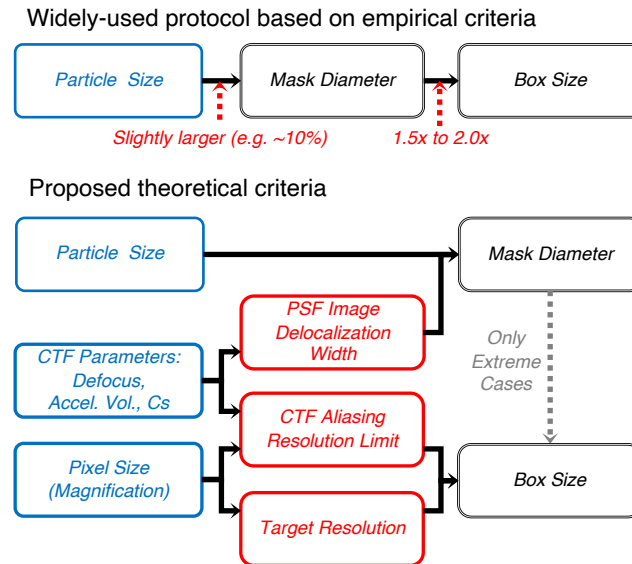 Widely-used protocol based on empirical criteria
Particle Size
Mask Diameter
Box Size
Slightly larger (e.g. ~10%)
1.5x to 2.0x
Proposed theoretical criteria
Particle Size
Mask Diameter
PSF Image
Delocalization
Width
CTF Parameters:
Defocus,
Accel. Vol., Cs
Only
Extreme
Cases
CTF Aliasing
Resolution Limit
Pixel Size
(Magnification)
Box Size
Target Resolution